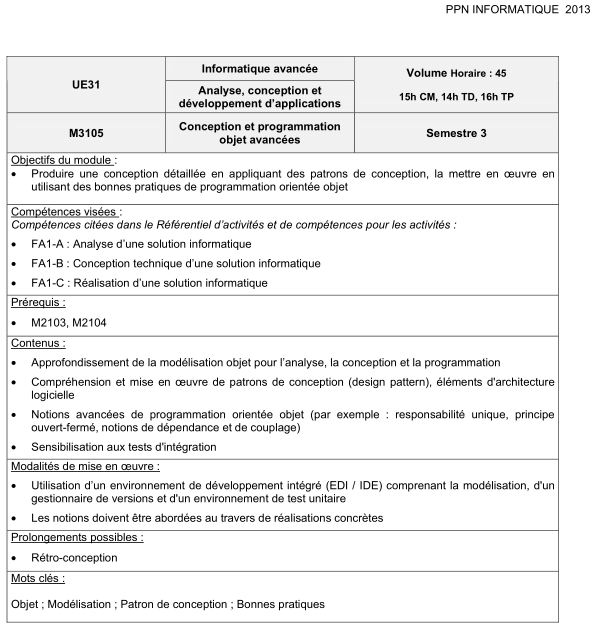 PPN INFORMATIQUE  2013
UE31
Informatique avancée
Analyse, conception et
développement d'applications
Volume Horaire : 45
15h CM, 14h TD, 16h TP
M3105
Conception et programmation
objet avancées
Semestre 3
Objectifs du module :
• Produire une conception détaillée en appliquant des patrons de conception, la mettre en œuvre en
utilisant des bonnes pratiques de programmation orientée objet
Compétences visées :
Compétences citées dans le Référentiel d'activités et de compétences pour les activités :
• FA1-A : Analyse d'une solution informatique
• FA1-B : Conception technique d'une solution informatique
• FA1-C : Réalisation d'une solution informatique
Prérequis :
• M2103, M2104
Contenus :
• Approfondissement de la modélisation objet pour l'analyse, la conception et la programmation
• Compréhension et mise en œuvre de patrons de conception (design pattern), éléments d'architecture
logicielle
• Notions avancées de programmation orientée objet (par exemple : responsabilité unique, principe
ouvert-fermé, notions de dépendance et de couplage)
• Sensibilisation aux tests d'intégration
Modalités de mise en œuvre :
• Utilisation d'un environnement de développement intégré (EDI / IDE) comprenant la modélisation, d'un
gestionnaire de versions et d'un environnement de test unitaire
• Les notions doivent être abordées au travers de réalisations concrètes
Prolongements possibles :
• Rétro-conception
Mots clés :
Objet ; Modélisation ; Patron de conception ; Bonnes pratiques